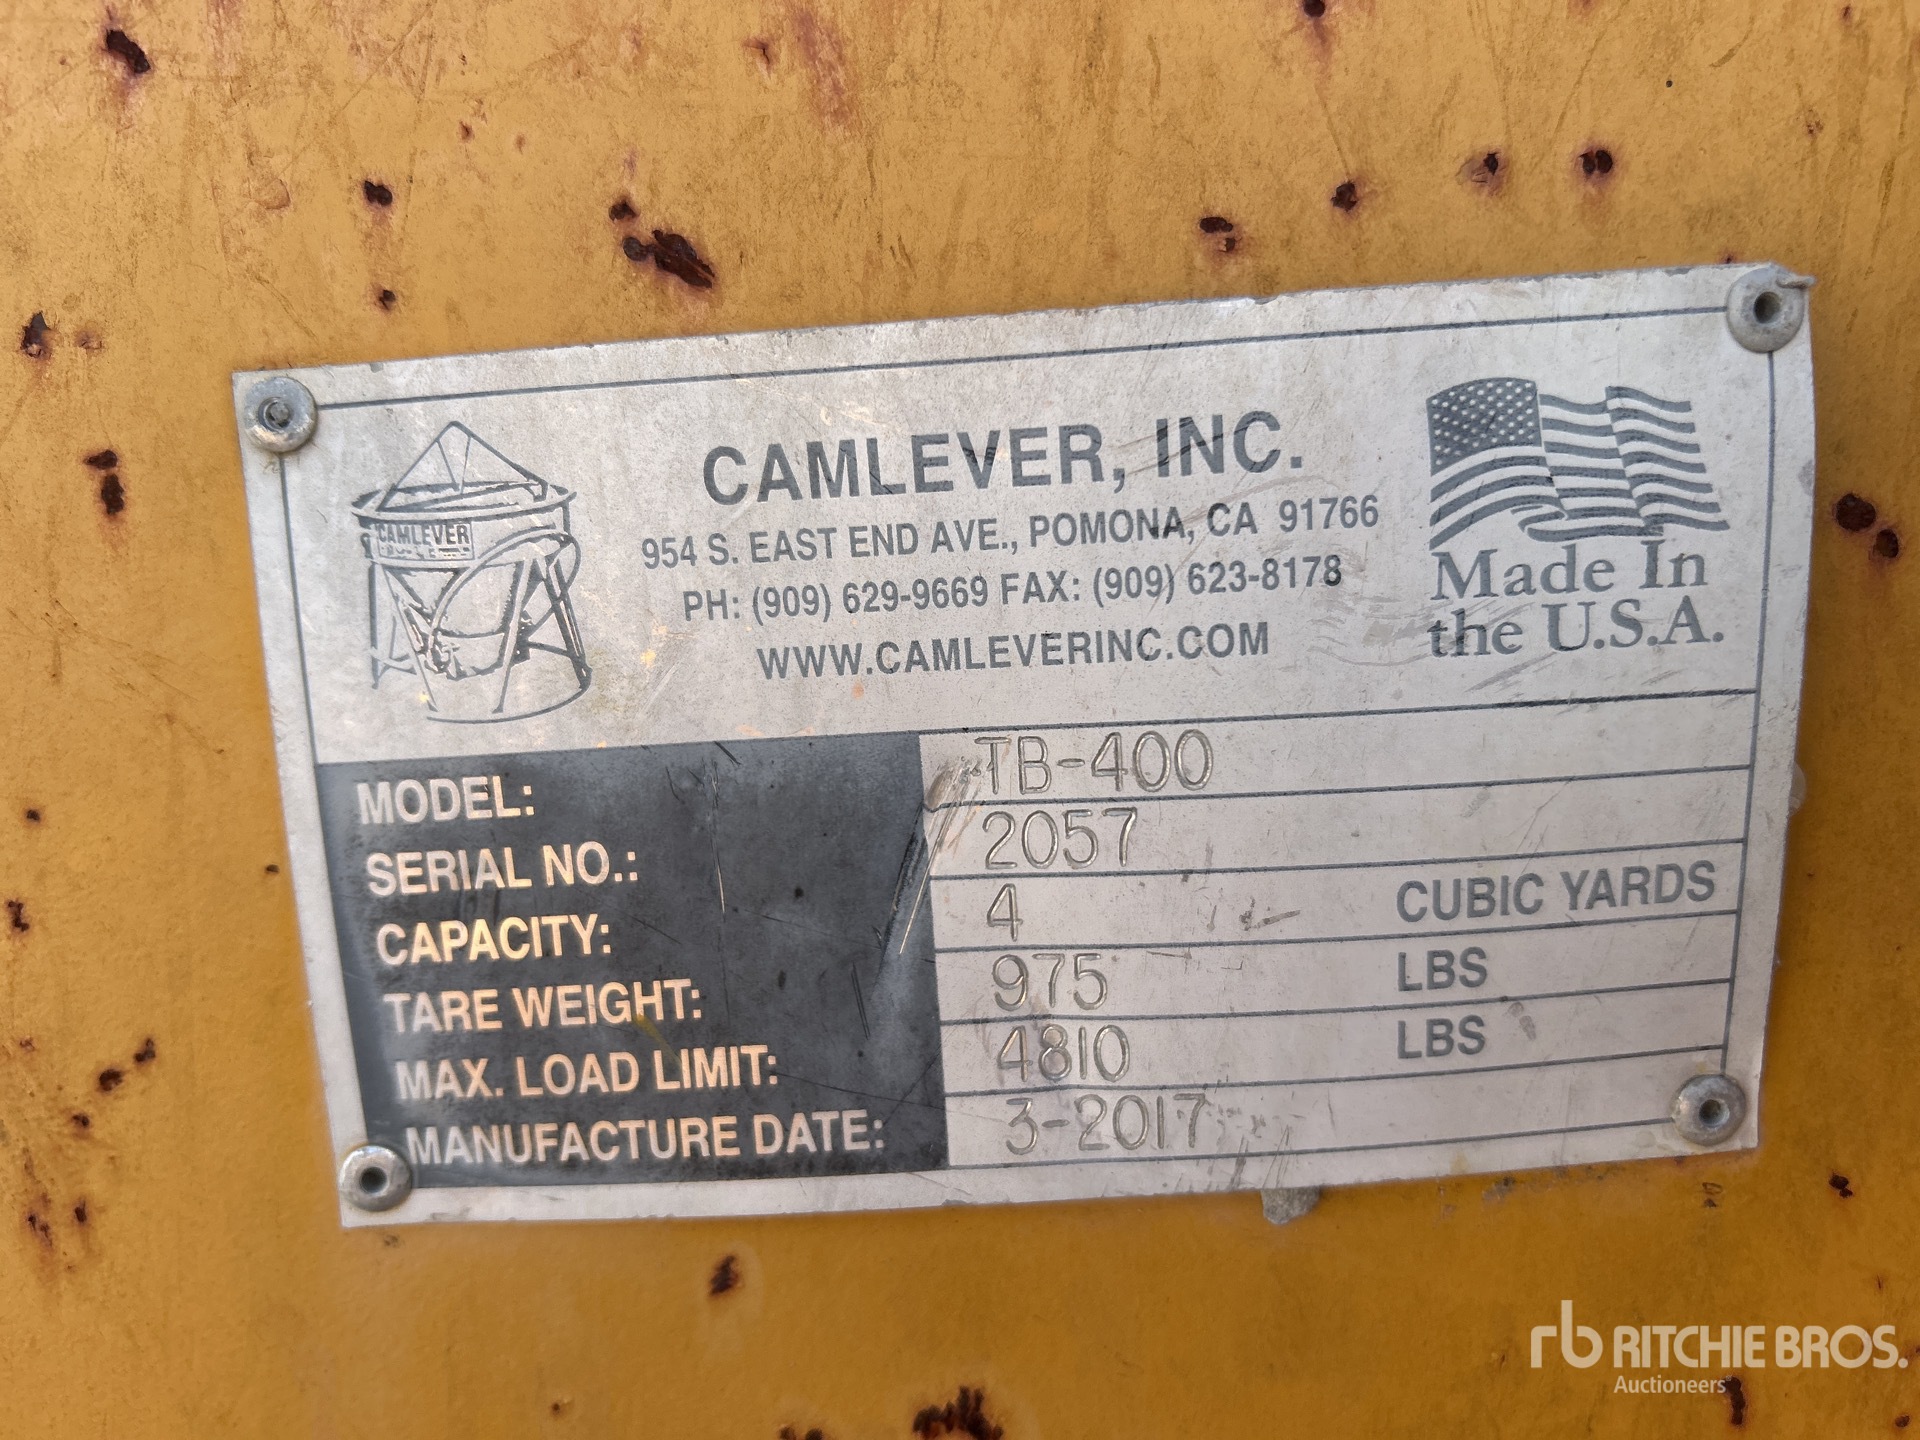 CAMLEVER
CAMLEVER, INC.
954 S. EAST END AVE., POMONA, CA 91766
PH: (909) 629-9669 FAX: (909) 623-8178
WWW.CAMLEVERINC.COM
Made In
the U.S.A.
MODEL: TB-400
SERIAL NO.: 2057
CAPACITY: 4 CUBIC YARDS
TARE WEIGHT: 975 LBS
MAX. LOAD LIMIT: 4810 LBS
MANUFACTURE DATE: 3-2017
rb RITCHIE BROS.
Auctioneers